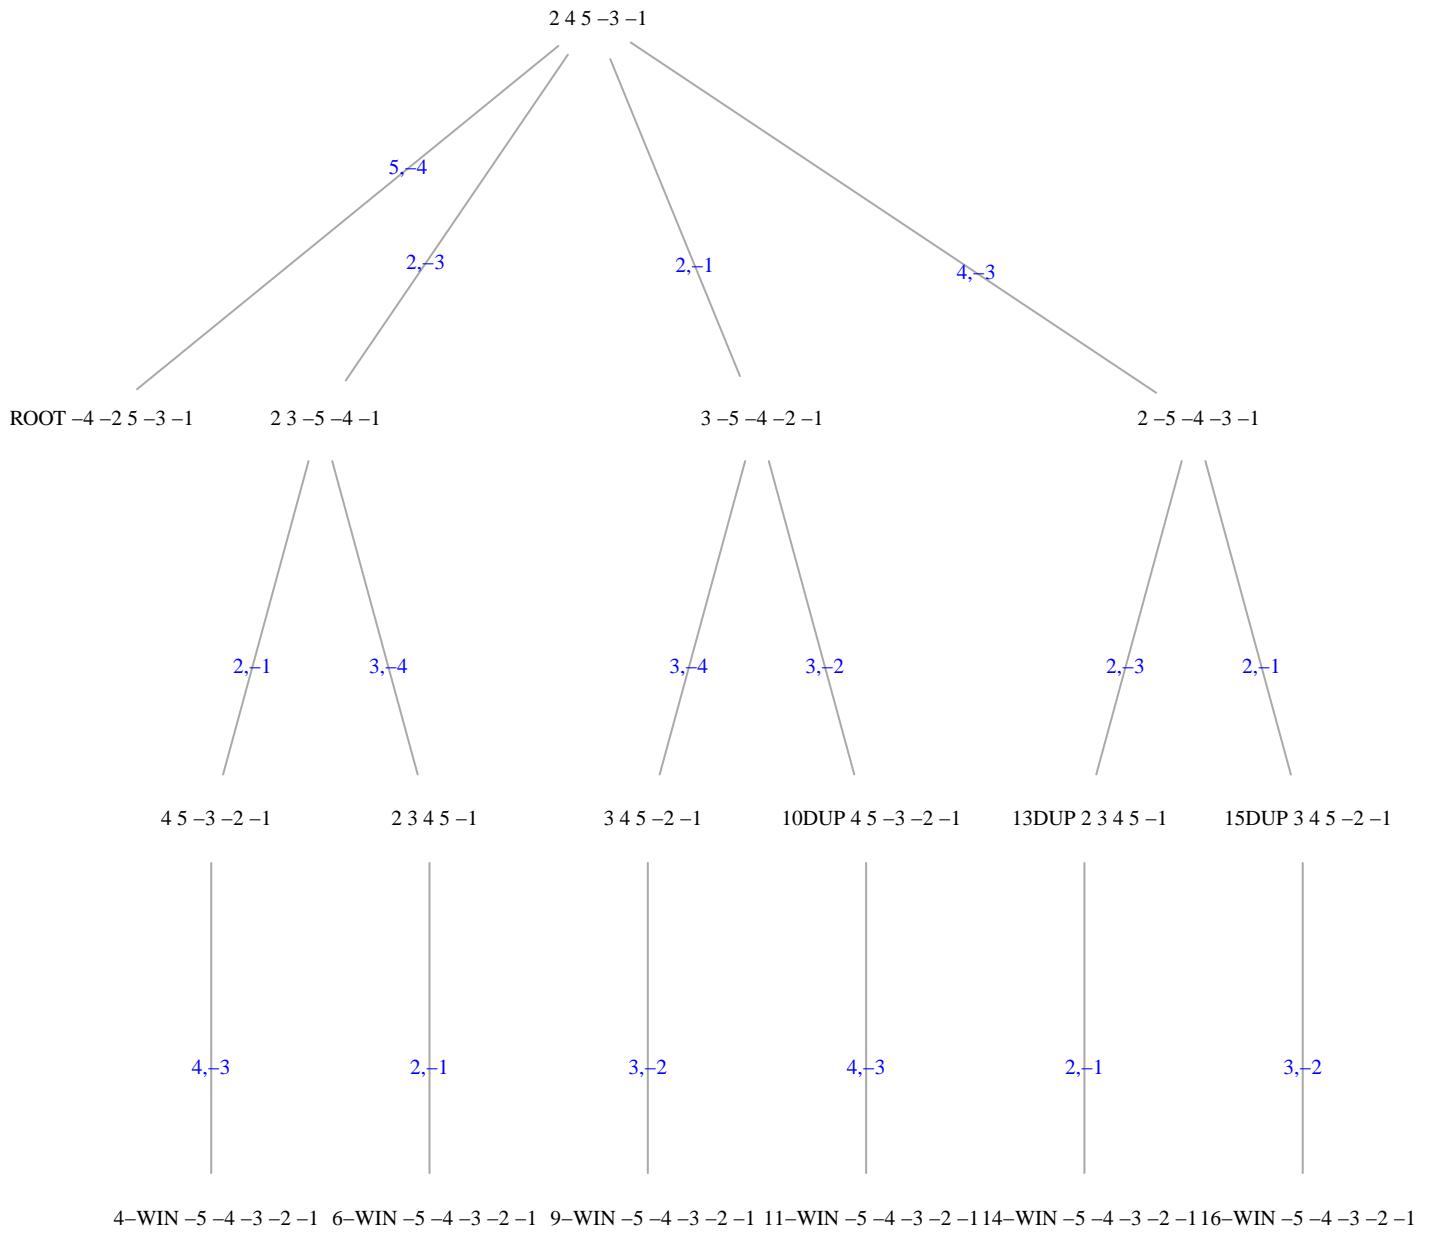 2 4 5 –3 –1
5,–4
2,–3
2,–1
4,–3
ROOT –4 –2 5 –3 –1
2 3 –5 –4 –1
3 –5 –4 –2 –1
2 –5 –4 –3 –1
2,–1
3,–4
3,–4
3,–2
2,–3
2,–1
4 5 –3 –2 –1
2 3 4 5 –1
3 4 5 –2 –1
10DUP 4 5 –3 –2 –1
13DUP 2 3 4 5 –1
15DUP 3 4 5 –2 –1
4,–3
2,–1
3,–2
4,–3
2,–1
3,–2
4–WIN –5 –4 –3 –2 –1
6–WIN –5 –4 –3 –2 –1
9–WIN –5 –4 –3 –2 –1
11–WIN –5 –4 –3 –2 –1
14–WIN –5 –4 –3 –2 –1
16–WIN –5 –4 –3 –2 –1